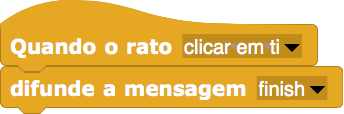 Quando o rato clicar em ti
difunde a mensagem finish